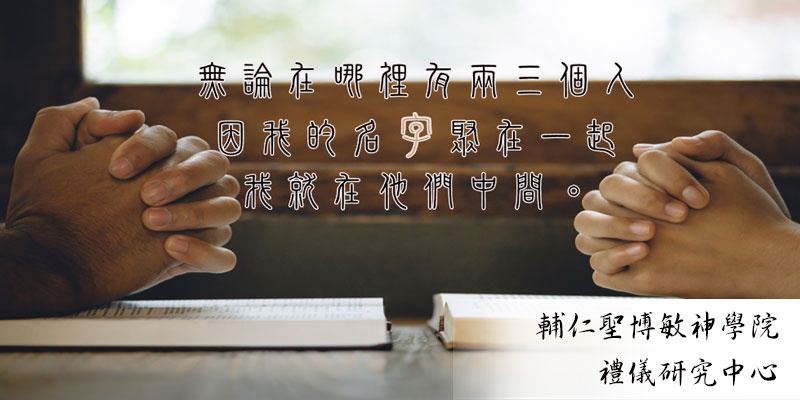 無論在哪裡有兩三個人
因我的名字聚在一起
我就在他們中間。
輔仁聖博敏神學院
禮儀研究中心